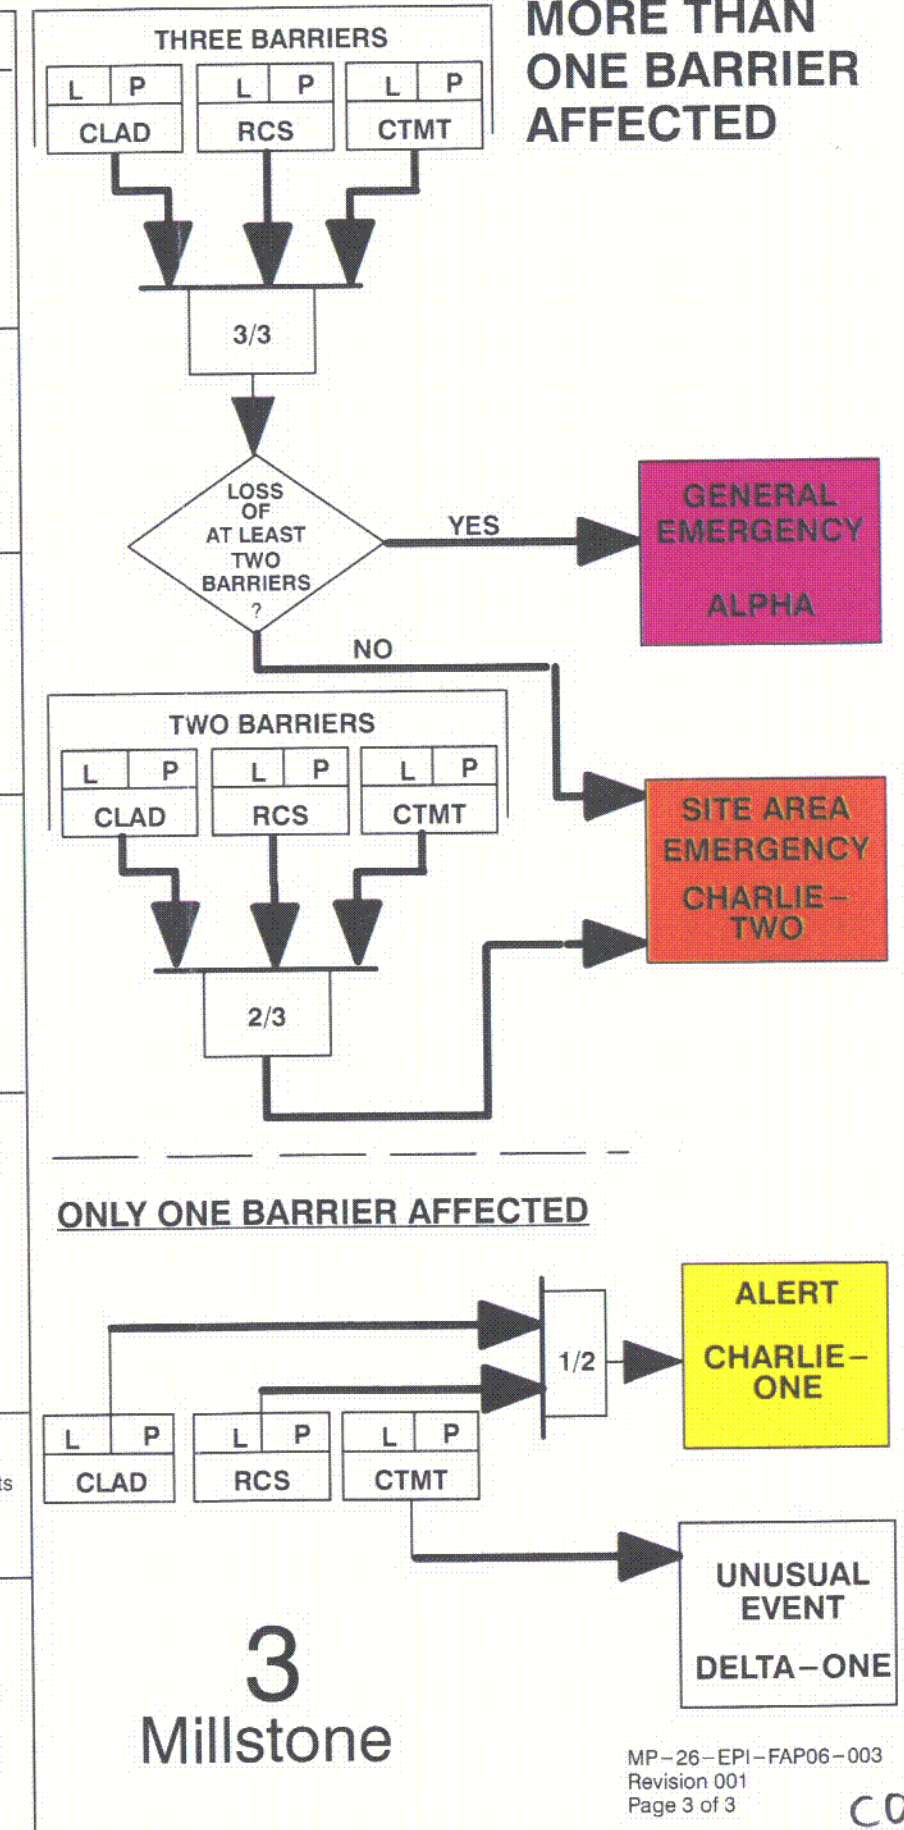 MORE THAN
ONE BARRIER
AFFECTED
THREE BARRIERS
L P L P L P
CLAD RCS CTMT
3/3
LOSS
OF
AT LEAST
TWO
BARRIERS
?
YES
GENERAL
EMERGENCY
ALPHA
NO
TWO BARRIERS
L P L P L P
CLAD RCS CTMT
SITE AREA
EMERGENCY
CHARLIE-
TWO
2/3
ONLY ONE BARRIER AFFECTED
1/2
ALERT
CHARLIE-
ONE
L P L P L P
CLAD RCS CTMT
UNUSUAL
EVENT
DELTA-ONE
3
Millstone
MP-26-EPI-FAP06-003
Revision 001
Page 3 of 3